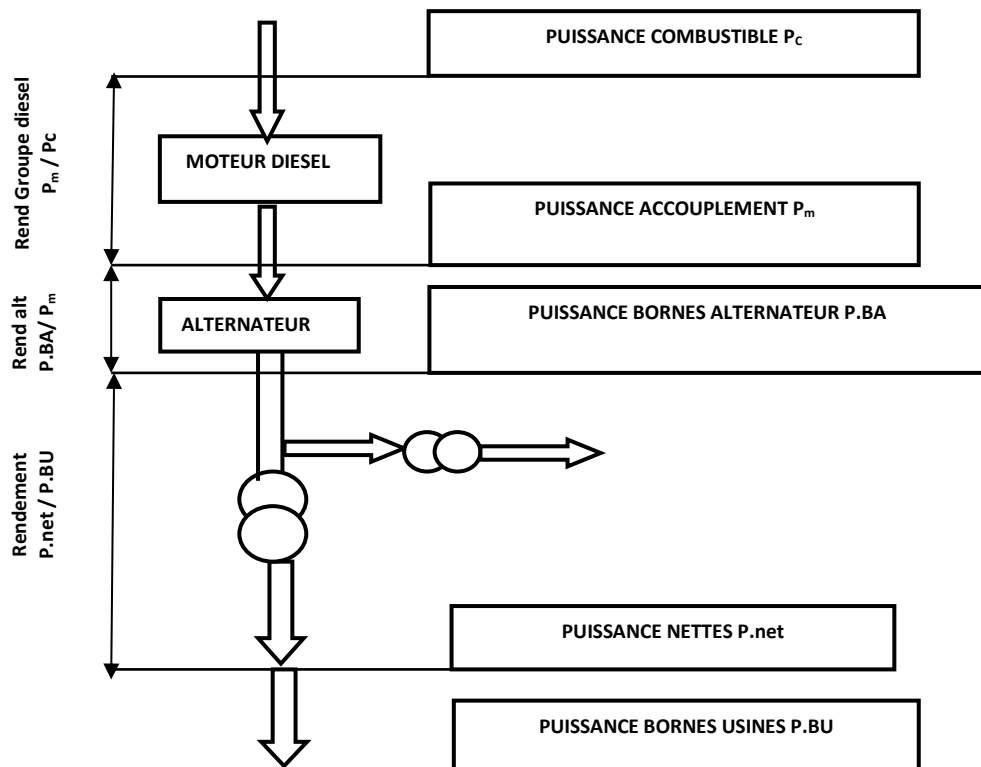 PUISSANCE COMBUSTIBLE PC
Rend Groupe diesel
Pm / Pc
MOTEUR DIESEL
PUISSANCE ACCOUPLEMENT Pm
Rend alt
P.BA/ Pm
ALTERNATEUR
PUISSANCE BORNES ALTERNATEUR P.BA
Rendement
P.net / P.BU
PUISSANCE NETTES P.net
PUISSANCE BORNES USINES P.BU